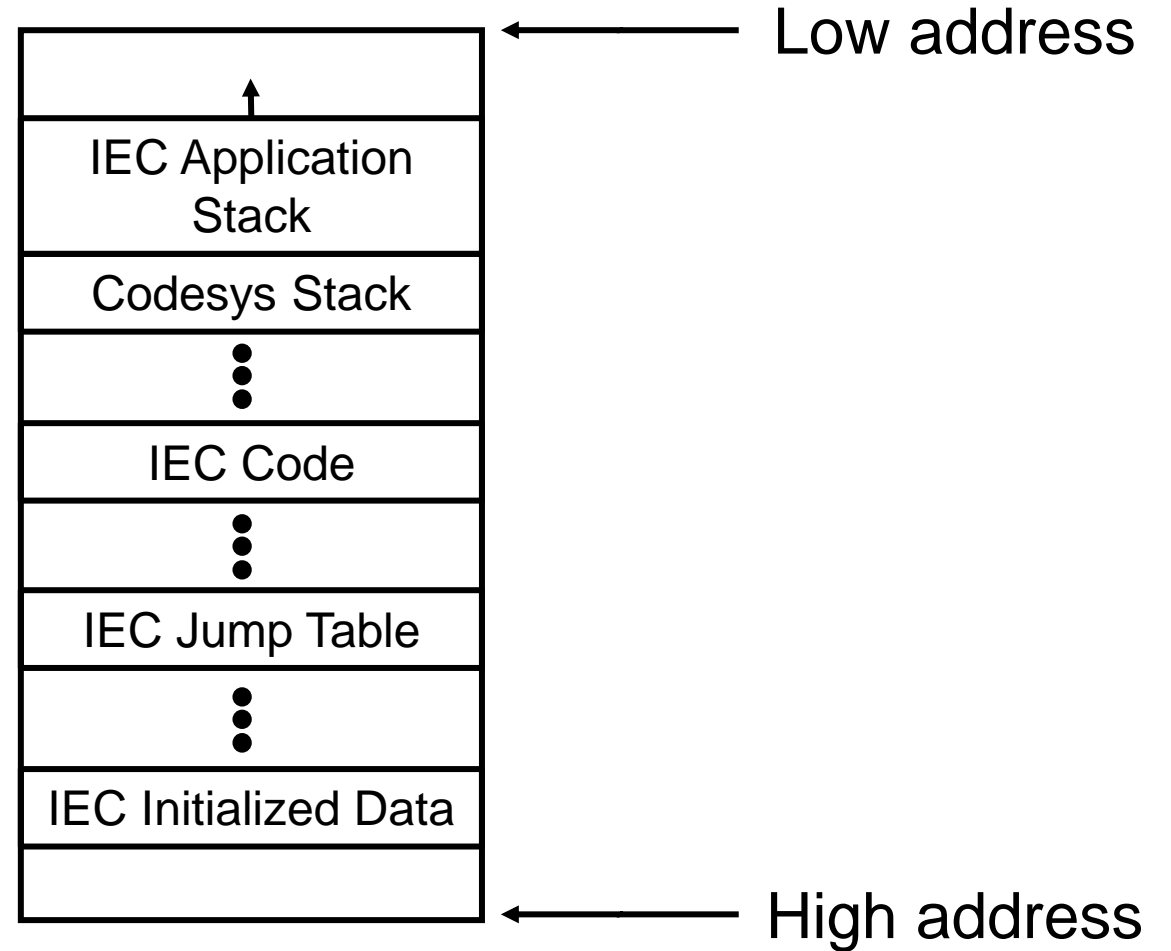 Low address
IEC Application
Stack
Codesys Stack
IEC Code
IEC Jump Table
IEC Initialized Data
High address